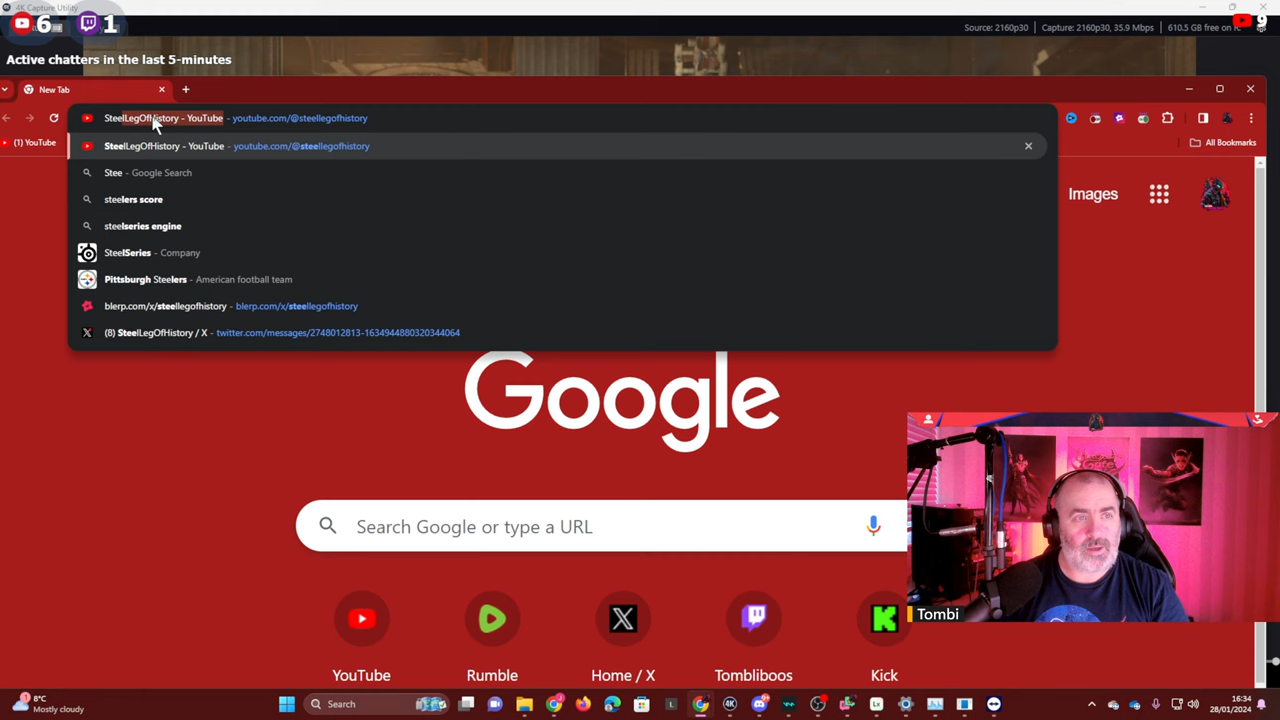 4K Capture Utility
6
1
Source: 2160p30
Capture: 2160p30, 35.9 Mbps
610.5 GB free on
9
Active chatters in the last 5-minutes
New Tab
SteelLegOfHistory - YouTube - youtube.com/@steellegofhistory
(1) YouTube
All Bookmarks
SteelLegOfHistory - YouTube - youtube.com/@steellegofhistory
Stee - Google Search
steelers score
steelseries engine
SteelSeries - Company
Pittsburgh Steelers - American football team
blerp.com/x/steellegofhistory - blerp.com/x/steellegofhistory
(8) SteelLegOfHistory / X - twitter.com/messages/2748012813-1634944880320344064
Images
Google
Search Google or type a URL
Tombi
YouTube
Rumble
Home / X
Tombliboos
Kick
8°C
Mostly cloudy
Search
16:34
28/01/2024